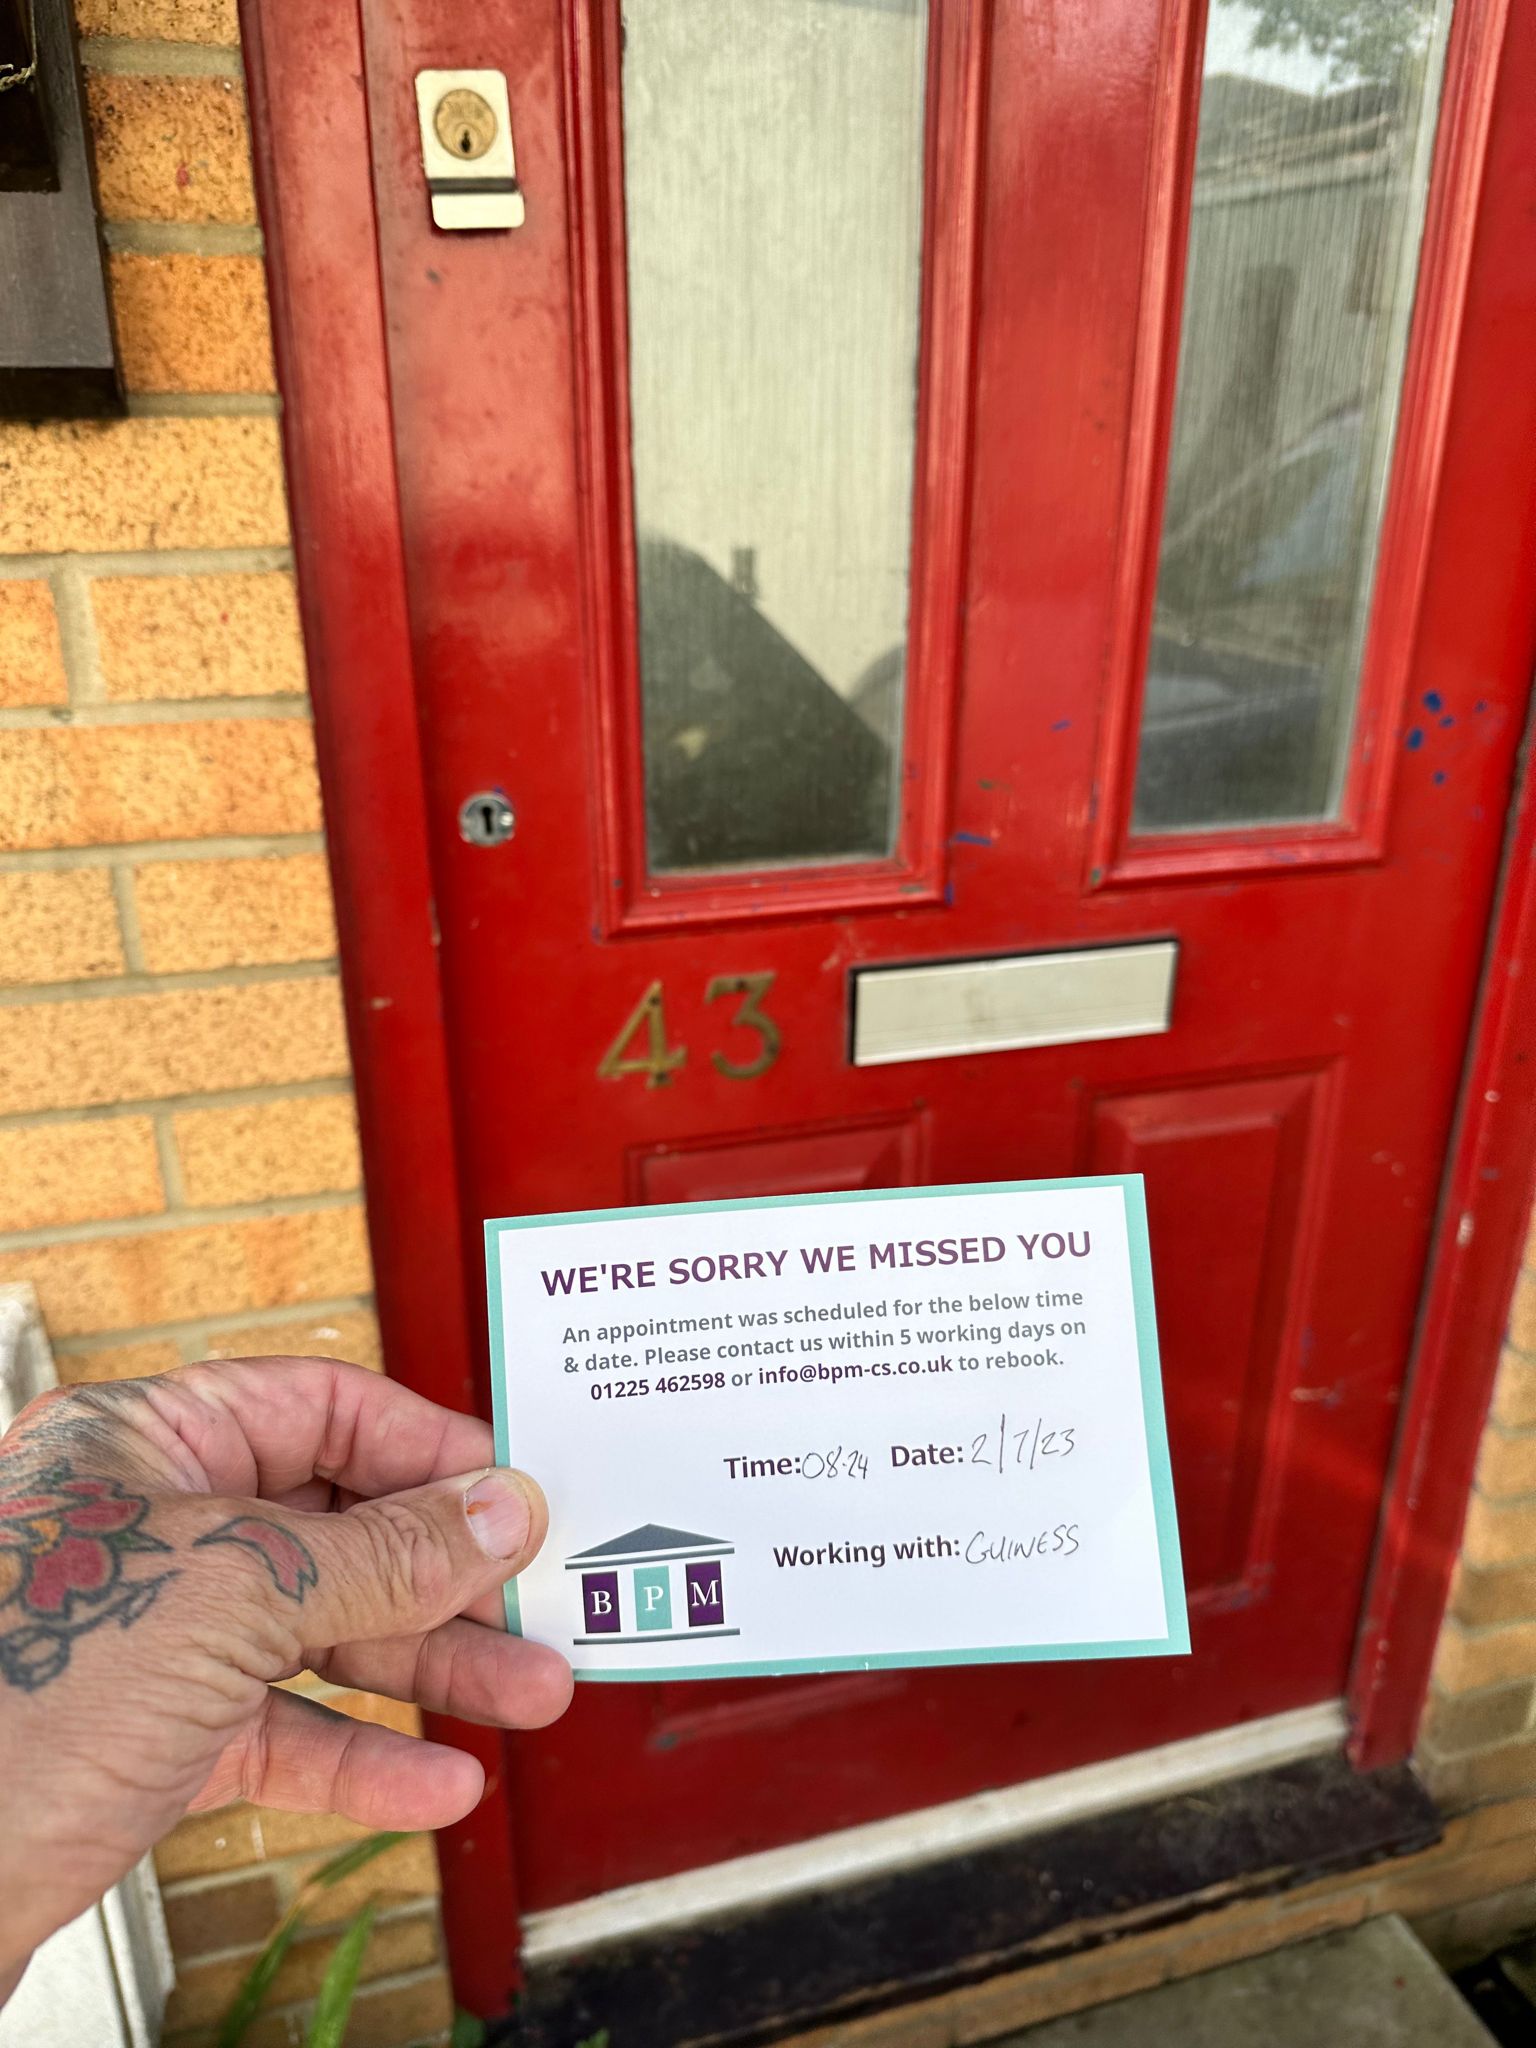 43
WE'RE SORRY WE MISSED YOU
An appointment was scheduled for the below time
& date. Please contact us within 5 working days on
01225 462598 or info@bpm-cs.co.uk to rebook.
Time: 08.24 Date: 2/7/23
Working with: GUINESS
B P M